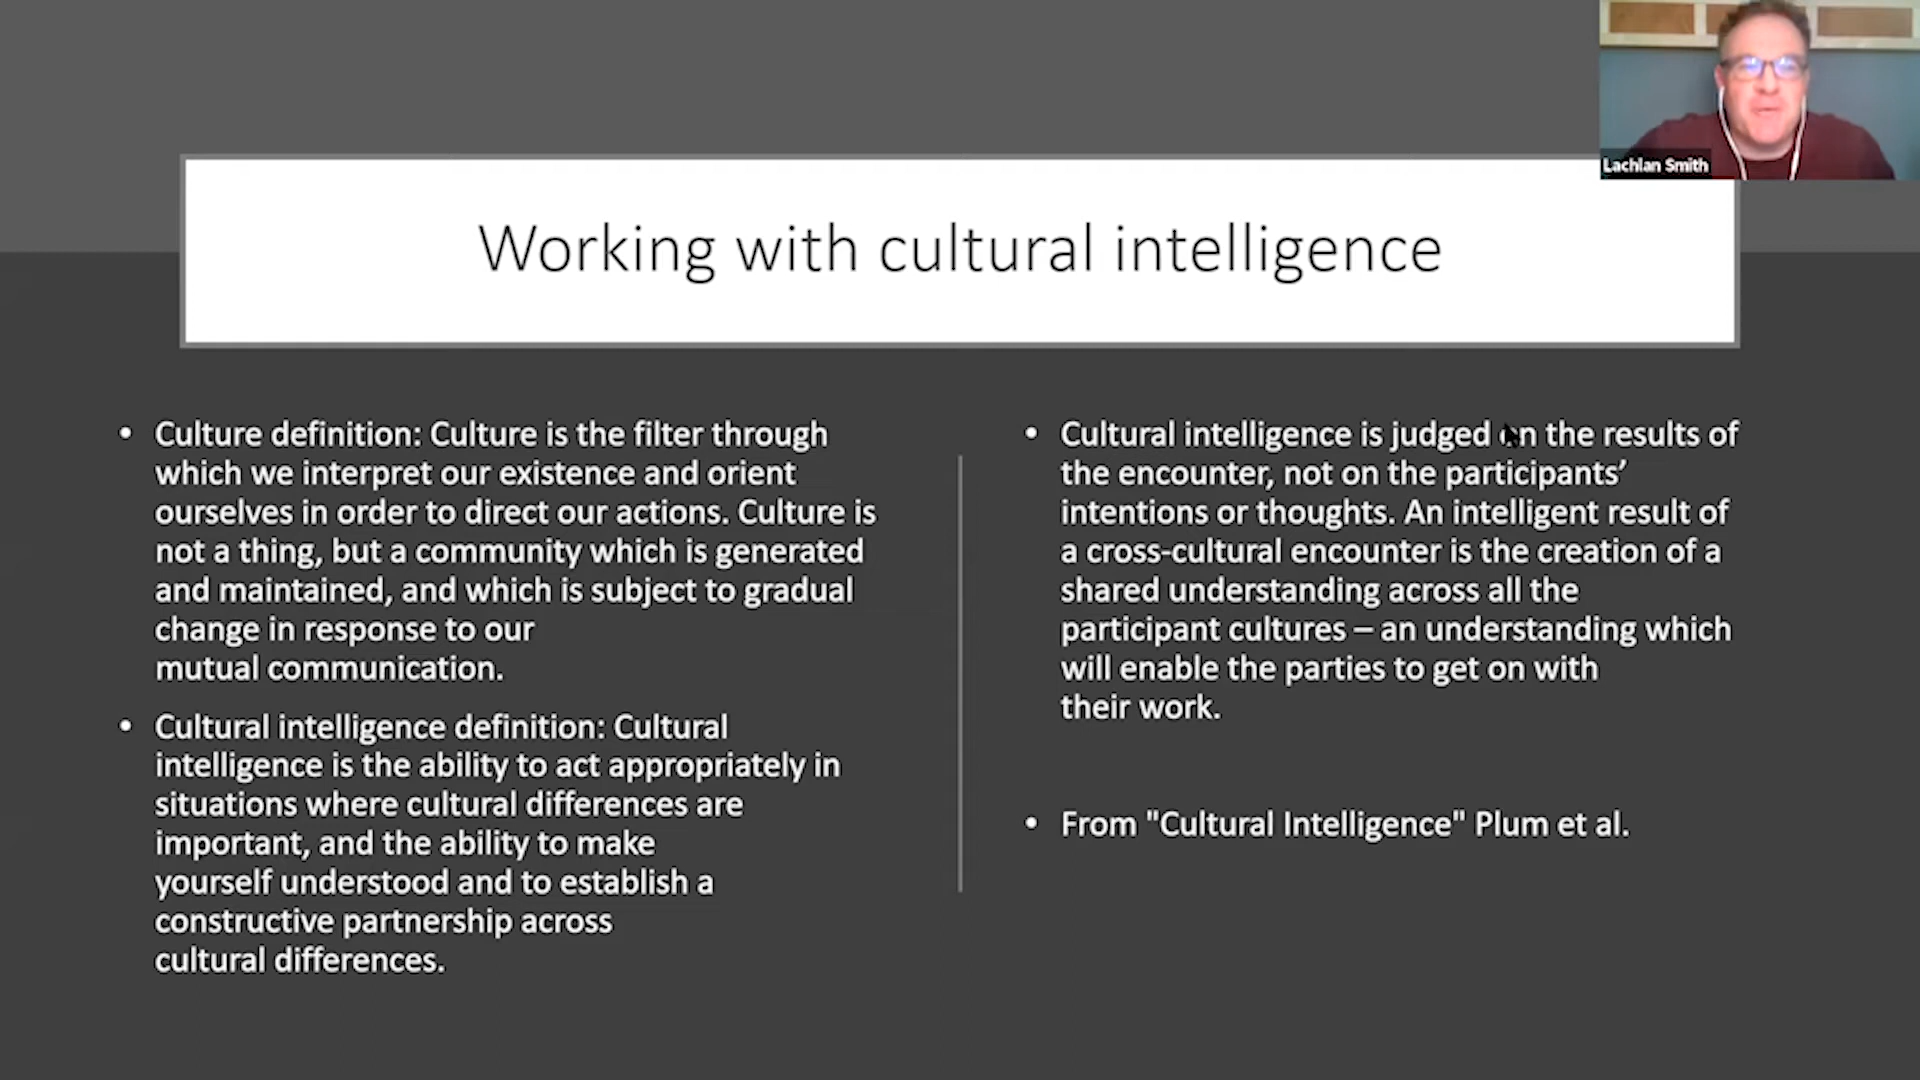 Lachlan Smith
Working with cultural intelligence
• Culture definition: Culture is the filter through
which we interpret our existence and orient
ourselves in order to direct our actions. Culture is
not a thing, but a community which is generated
and maintained, and which is subject to gradual
change in response to our
mutual communication.
• Cultural intelligence definition: Cultural
intelligence is the ability to act appropriately in
situations where cultural differences are
important, and the ability to make
yourself understood and to establish a
constructive partnership across
cultural differences.
• Cultural intelligence is judged on the results of
the encounter, not on the participants’
intentions or thoughts. An intelligent result of
a cross-cultural encounter is the creation of a
shared understanding across all the
participant cultures – an understanding which
will enable the parties to get on with
their work.
• From "Cultural Intelligence" Plum et al.